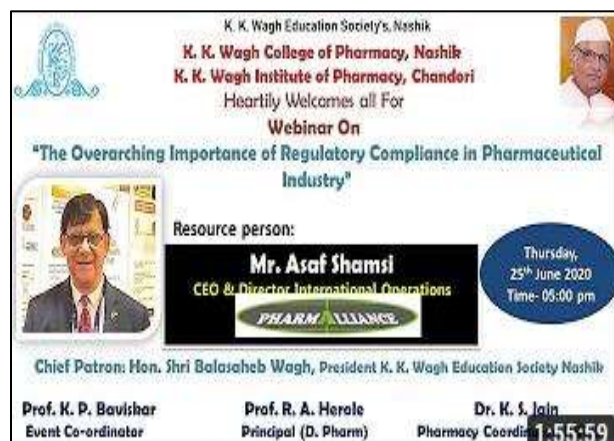 K. K. Wagh Education Society's, Nashik
K. K. Wagh College of Pharmacy, Nashik
K. K. Wagh Institute of Pharmacy, Chandori
Heartily Welcomes all For
Webinar On
"The Overarching Importance of Regulatory Compliance in Pharmaceutical
Industry"
Resource person:
Mr. Asaf Shamsi
CEO & Director International Operations
PHARMALLIANCE
Thursday,
25th June 2020
Time- 05:00 pm
Chief Patron: Hon. Shri Balasaheb Wagh, President K. K. Wagh Education Society Nashik
Prof. K. P. Baviskar
Event Co-ordinator
Prof. R. A. Herole
Principal (D. Pharm)
Dr. K. S. Jain
Pharmacy
1:55:59